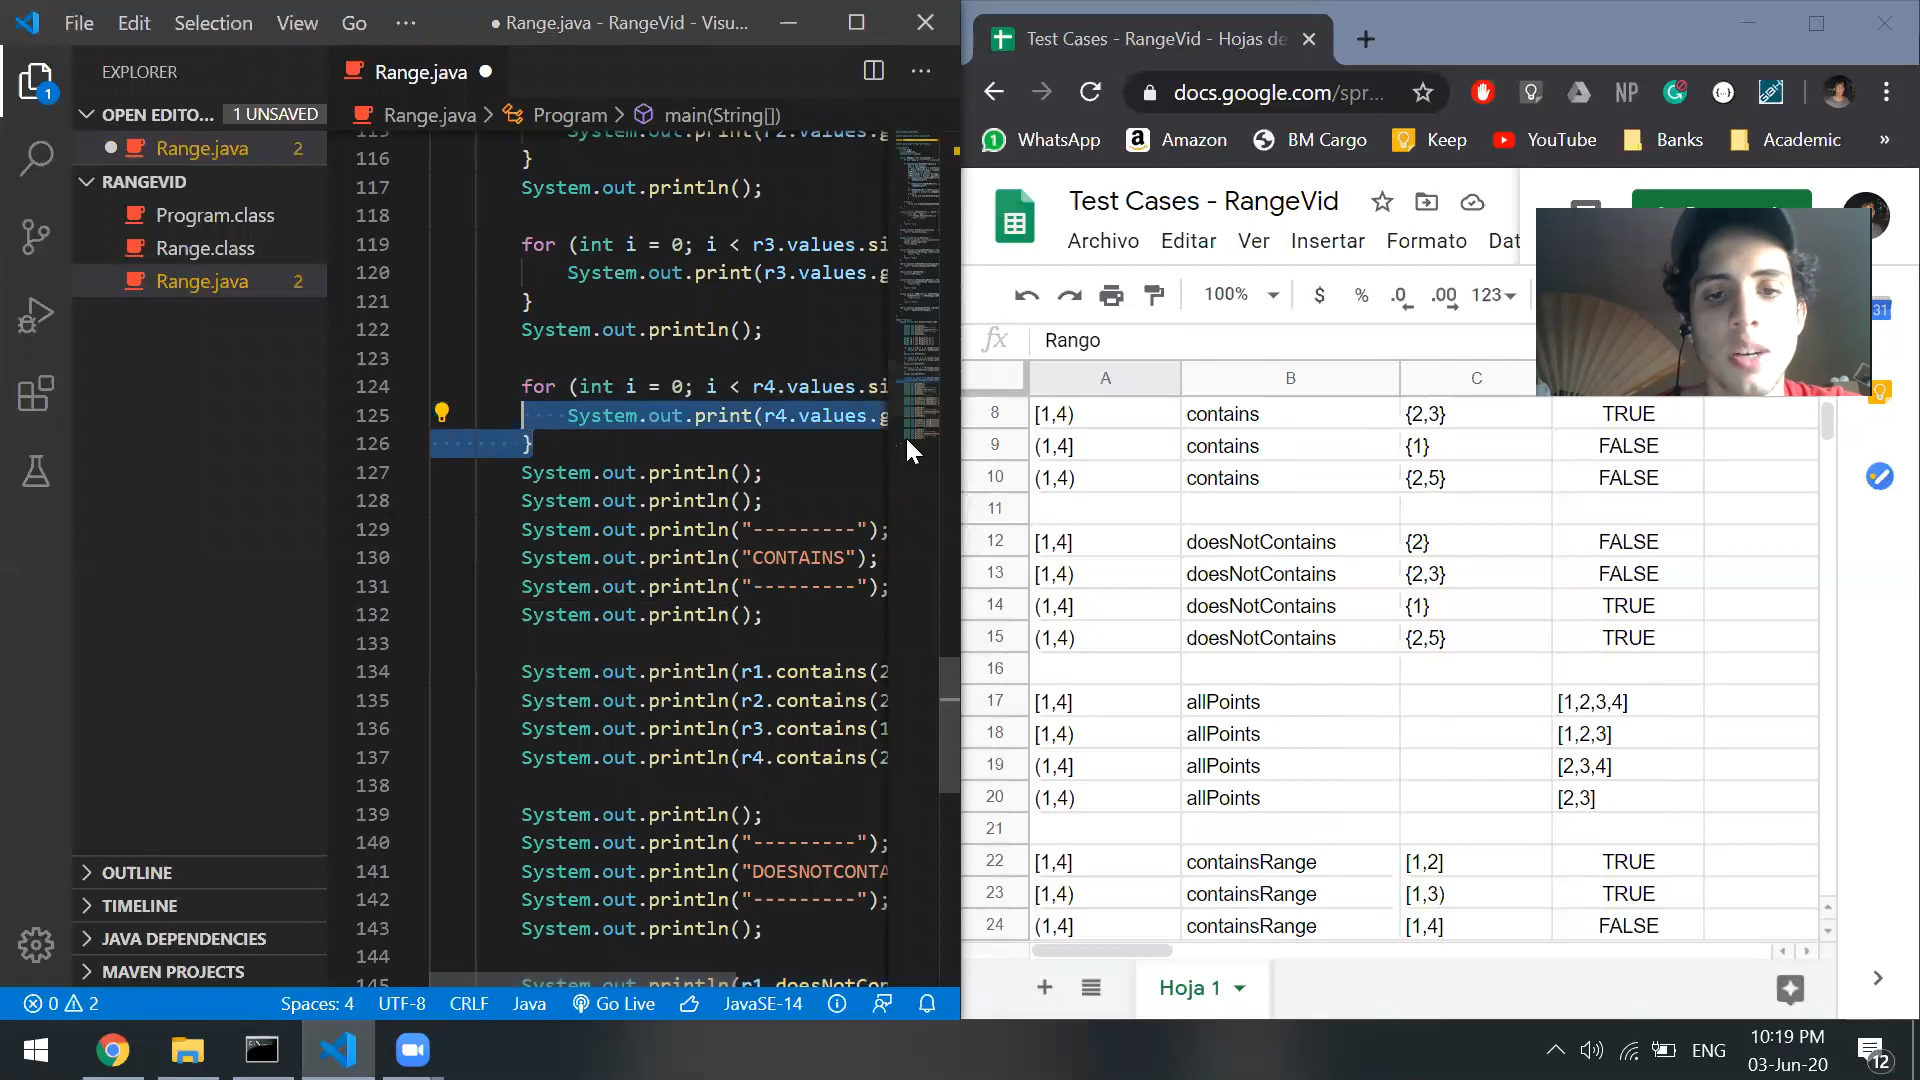 File Edit Selection View Go ··· ● Range.java - RangeVid - Visu...
EXPLORER
OPEN EDITO... 1 UNSAVED
Range.java 2
RANGEVID
Program.class
Range.class
Range.java 2
OUTLINE
TIMELINE
JAVA DEPENDENCIES
MAVEN PROJECTS
1
Range.java ●
Range.java > Program > main(String[])
115 System.out.print(r2.values.g
116 }
117 System.out.println();
118
119 for (int i = 0; i < r3.values.si
120 System.out.print(r3.values.g
121 }
122 System.out.println();
123
124 for (int i = 0; i < r4.values.si
125 System.out.print(r4.values.g
126 }
127 System.out.println();
128 System.out.println();
129 System.out.println("---------");
130 System.out.println("CONTAINS");
131 System.out.println("---------");
132 System.out.println();
133
134 System.out.println(r1.contains(2
135 System.out.println(r2.contains(2
136 System.out.println(r3.contains(1
137 System.out.println(r4.contains(2
138
139 System.out.println();
140 System.out.println("---------");
141 System.out.println("DOESNOTCONTA
142 System.out.println("---------");
143 System.out.println();
144
145 System.out.println(r1.doesNotCon
0 2 Spaces: 4 UTF-8 CRLF Java Go Live JavaSE-14
Test Cases - RangeVid - Hojas de
docs.google.com/spr...
NP
WhatsApp Amazon BM Cargo Keep YouTube Banks Academic »
Test Cases - RangeVid
Archivo Editar Ver Insertar Formato Dat
100% $ % .0 .00 123
31
fx Rango
A B C
8 [1,4) contains {2,3} TRUE
9 (1,4] contains {1} FALSE
10 (1,4) contains {2,5} FALSE
11
12 [1,4] doesNotContains {2} FALSE
13 [1,4) doesNotContains {2,3} FALSE
14 (1,4] doesNotContains {1} TRUE
15 (1,4) doesNotContains {2,5} TRUE
16
17 [1,4] allPoints [1,2,3,4]
18 [1,4) allPoints [1,2,3]
19 (1,4] allPoints [2,3,4]
20 (1,4) allPoints [2,3]
21
22 [1,4] containsRange [1,2] TRUE
23 [1,4) containsRange [1,3) TRUE
24 (1,4] containsRange [1,4] FALSE
Hoja 1
ENG
10:19 PM
03-Jun-20
12